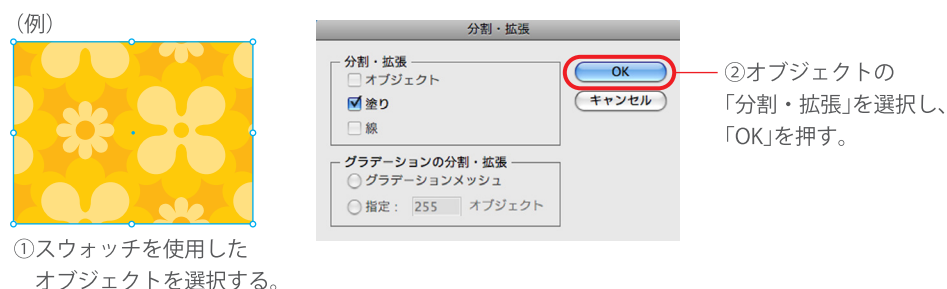 （例）
①スウォッチを使用した
オブジェクトを選択する。
分割・拡張
分割・拡張
オブジェクト
塗り
線
グラデーションの分割・拡張
グラデーションメッシュ
指定： 255 オブジェクト
OK
キャンセル
②オブジェクトの
「分割・拡張」を選択し、
「OK」を押す。